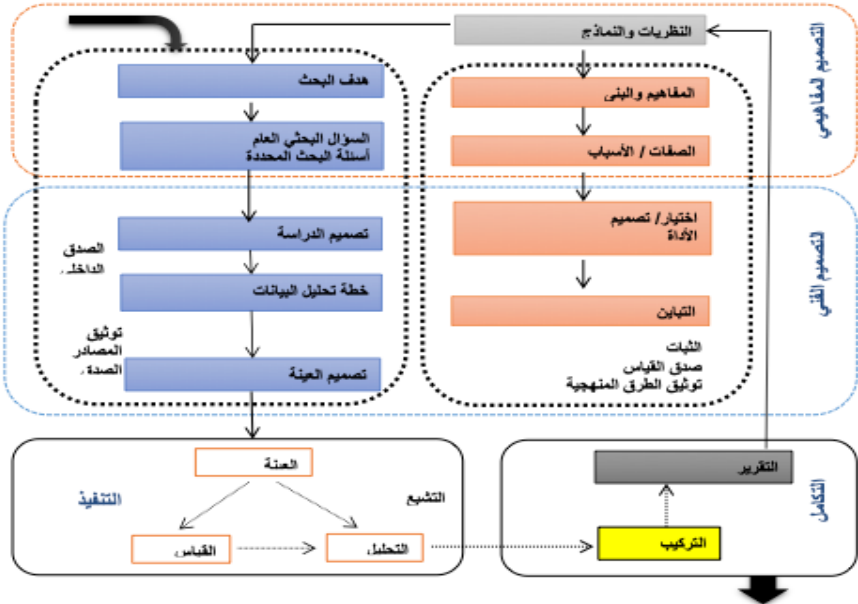 النظريات والنماذج
التصميم المفاهيمي
هدف البحث
المفاهيم والبنى
السؤال البحثي العام
أسئلة البحث المحددة
الصفات / الأسباب
اختيار/ تصميم
الأداة
تصميم الدراسة
الصدق
خطة تحليل البيانات
التباين
توثيق
المصادر
تصميم العينة
الثبات
صدق القياس
توثيق الطرق المنهجية
العينة
التنفيذ
التشبع
القياس
التحليل
التقرير
التكامل
التركيب